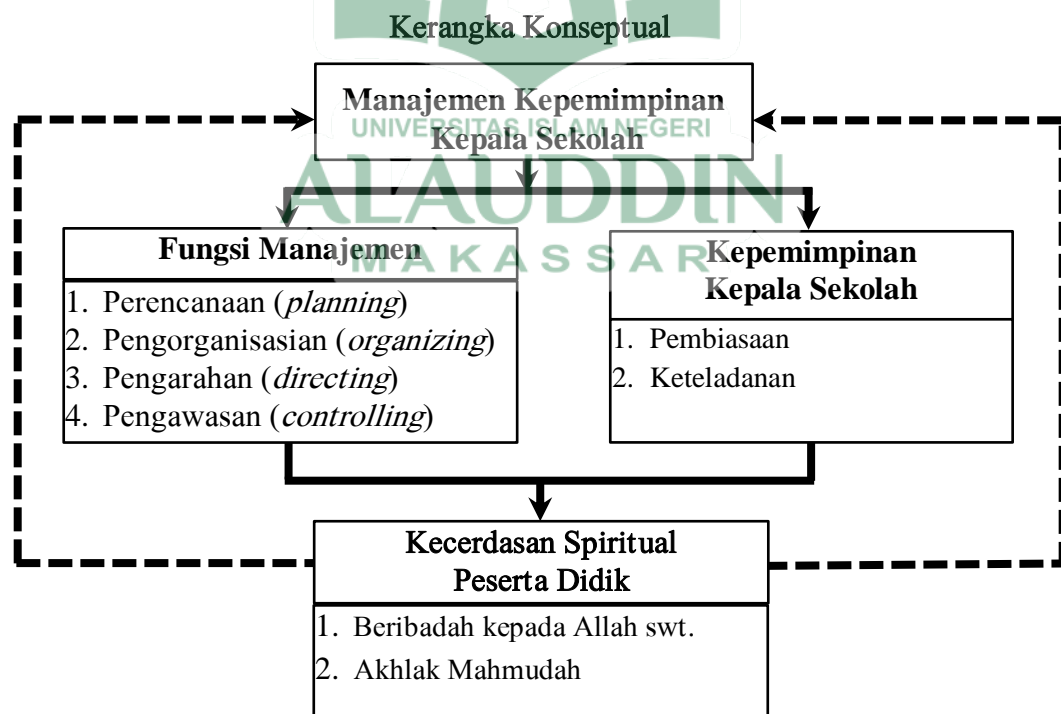 Kerangka Konseptual
Manajemen Kepemimpinan
Kepala Sekolah
UNIVERSITAS ISLAM NEGERI
ALAUDDIN
MAKASSAR
Fungsi Manajemen
1. Perencanaan (planning)
2. Pengorganisasian (organizing)
3. Pengarahan (directing)
4. Pengawasan (controlling)
Kepemimpinan
Kepala Sekolah
1. Pembiasaan
2. Keteladanan
Kecerdasan Spiritual
Peserta Didik
1. Beribadah kepada Allah swt.
2. Akhlak Mahmudah